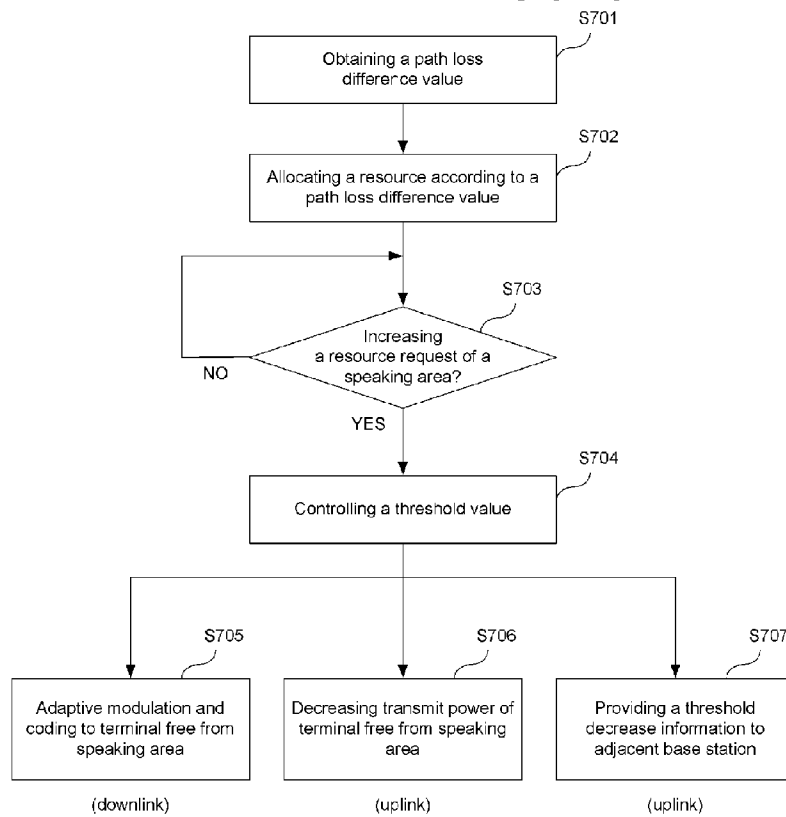 S701
Obtaining a path loss
difference value
S702
Allocating a resource according to a
path loss difference value
S703
Increasing
a resource request of a
speaking area?
NO
YES
S704
Controlling a threshold value
S705
Adaptive modulation and
coding to terminal free from
speaking area
(downlink)
S706
Decreasing transmit power of
terminal free from speaking
area
(uplink)
S707
Providing a threshold
decrease information to
adjacent base station
(uplink)